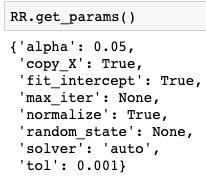 RR.get_params()
{'alpha': 0.05,
 'copy_X': True,
 'fit_intercept': True,
 'max_iter': None,
 'normalize': True,
 'random_state': None,
 'solver': 'auto',
 'tol': 0.001}